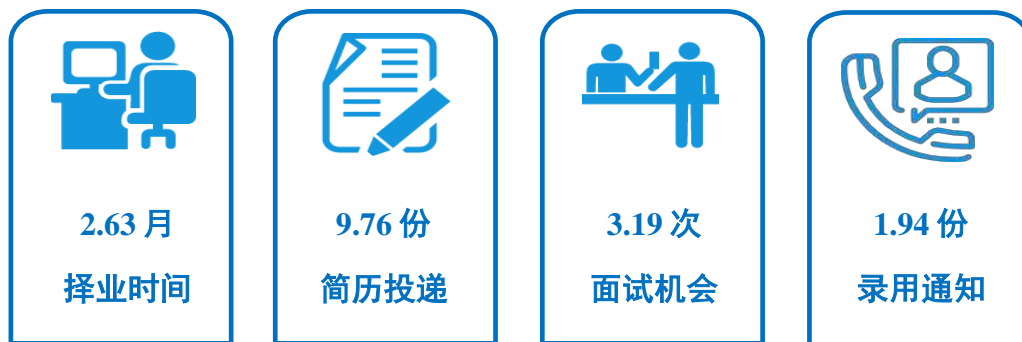 2.63 月
择业时间
9.76 份
简历投递
3.19 次
面试机会
1.94 份
录用通知